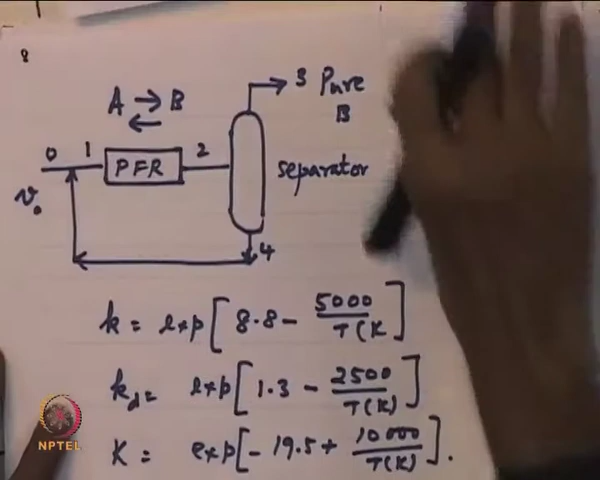 8
A ⇄ B
3 Pure
B
0 1 PFR 2
separator
v₀
4
k = exp[8.8 - 5000/T(K]
k_d = exp[1.3 - 2500/T(K)]
K = exp[-19.5 + 10000/T(K)].
NPTEL